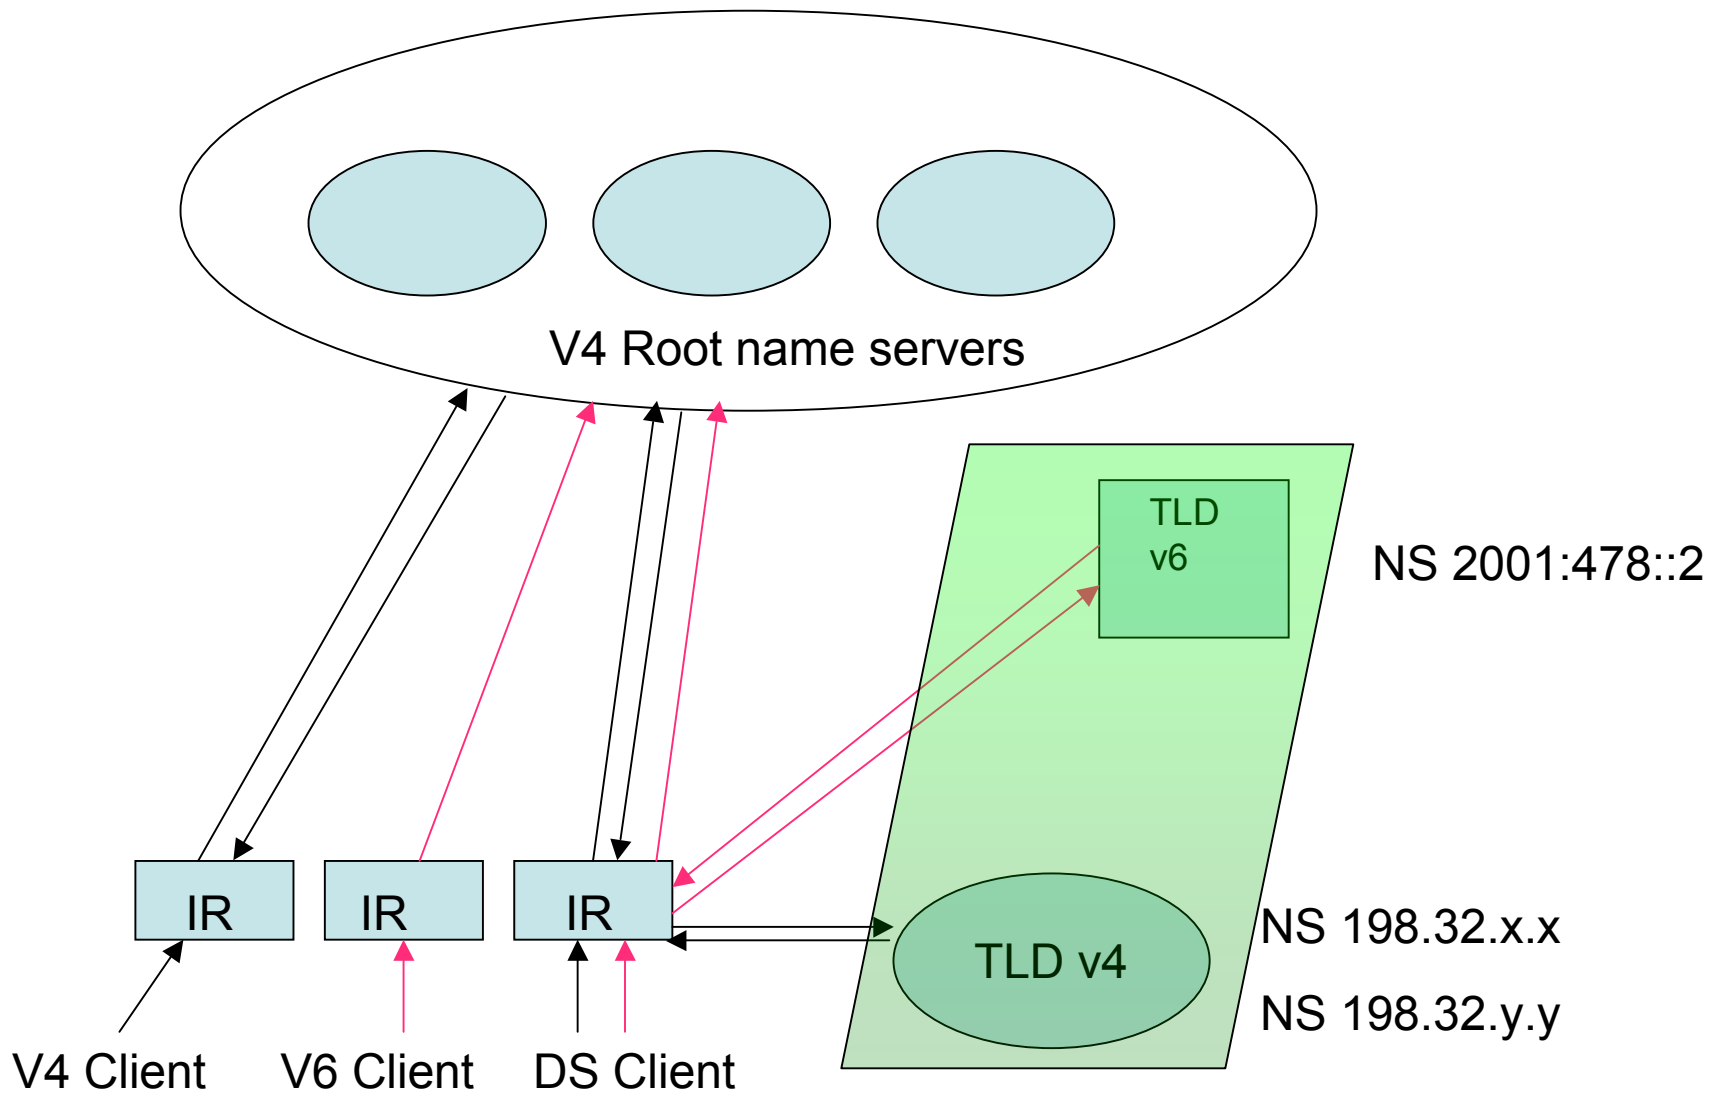 V4 Root name servers
TLD
v6
NS 2001:478::2
IR
IR
IR
TLD v4
NS 198.32.x.x
NS 198.32.y.y
V4 Client
V6 Client
DS Client